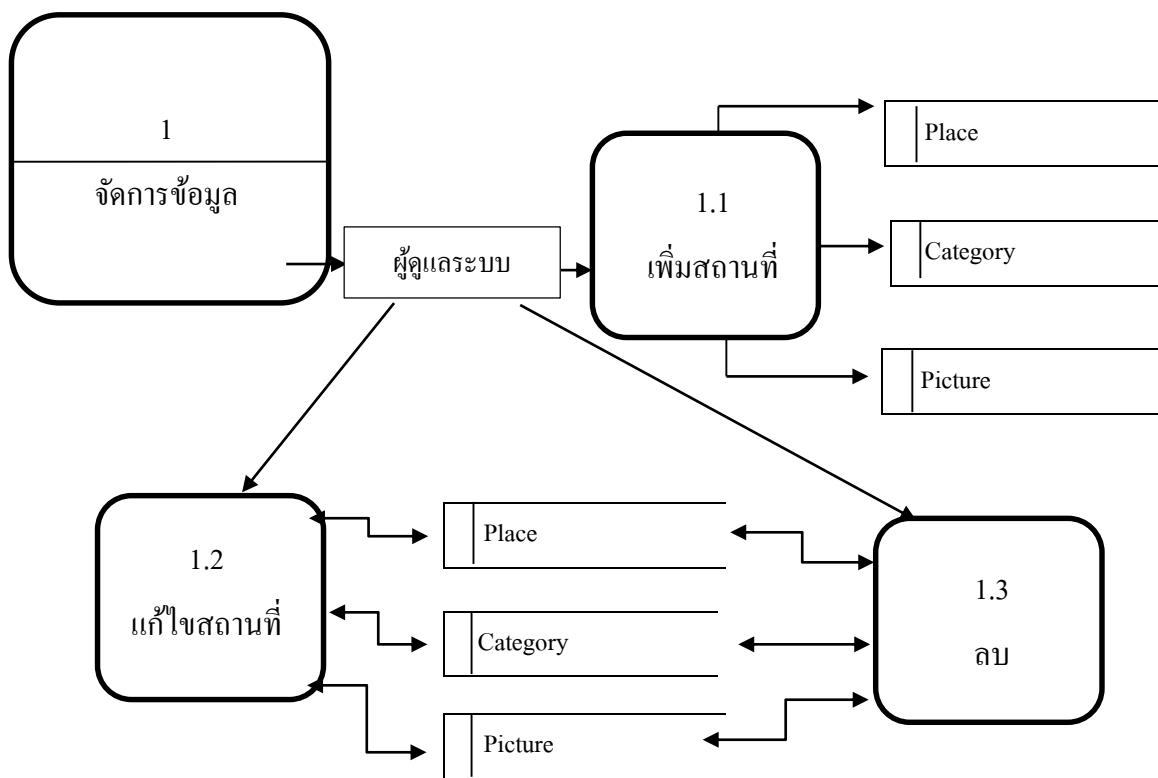 1
จัดการข้อมูล
ผู้ดูแลระบบ
1.1
เพิ่มสถานที่
Place
Category
Picture
1.2
แก้ไขสถานที่
Place
Category
Picture
1.3
ลบ